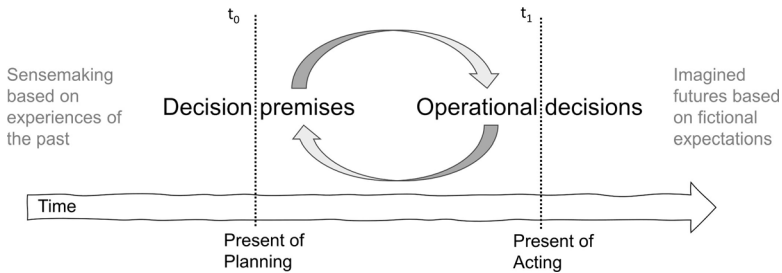 t₀
t₁
Sensemaking
based on
experiences of
the past
Decision premises
Operational decisions
Imagined
futures based
on fictional
expectations
Time
Present of
Planning
Present of
Acting